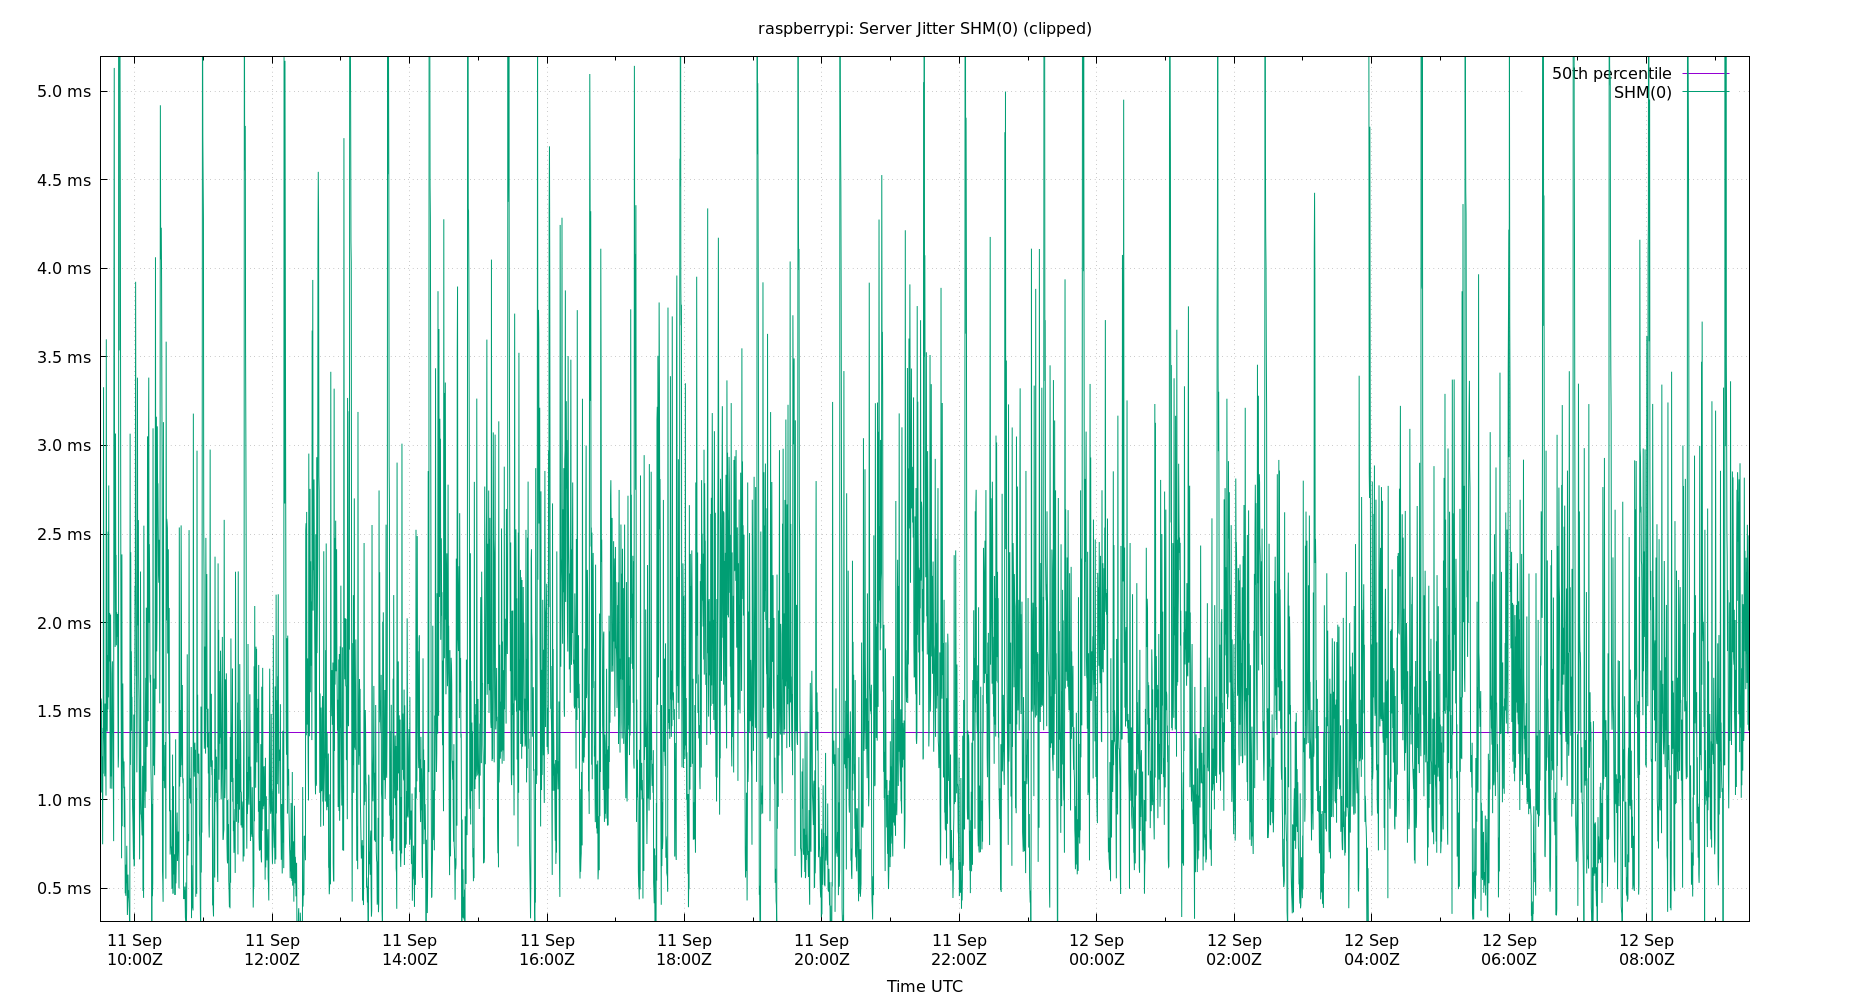 raspberrypi: Server Jitter SHM(0) (clipped)
50th percentile
SHM(0)
5.0 ms
4.5 ms
4.0 ms
3.5 ms
3.0 ms
2.5 ms
2.0 ms
1.5 ms
1.0 ms
0.5 ms
11 Sep 11 Sep 11 Sep 11 Sep 11 Sep 11 Sep 11 Sep 12 Sep 12 Sep 12 Sep 12 Sep 12 Sep
10:00Z 12:00Z 14:00Z 16:00Z 18:00Z 20:00Z 22:00Z 00:00Z 02:00Z 04:00Z 06:00Z 08:00Z
Time UTC